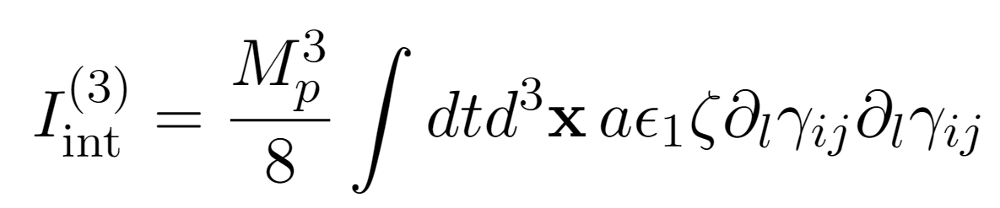 I_{\text{int}}^{(3)} = \frac{M_p^3}{8} \int dt d^3\mathbf{x} \, a\epsilon_1 \zeta \partial_l \gamma_{ij} \partial_l \gamma_{ij}